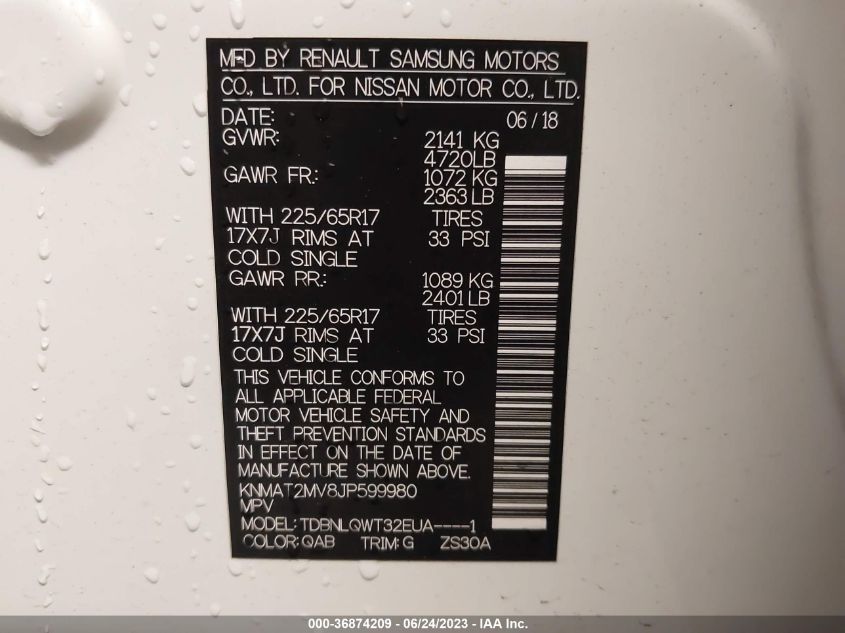 MFD BY RENAULT SAMSUNG MOTORS
CO., LTD. FOR NISSAN MOTOR CO., LTD.
DATE: 06/18
GVWR: 2141 KG
4720LB
GAWR FR.: 1072 KG
2363 LB
WITH 225/65R17 TIRES
17X7J RIMS AT 33 PSI
COLD SINGLE
GAWR RR.: 1089 KG
2401 LB
WITH 225/65R17 TIRES
17X7J RIMS AT 33 PSI
COLD SINGLE
THIS VEHICLE CONFORMS TO
ALL APPLICABLE FEDERAL
MOTOR VEHICLE SAFETY AND
THEFT PREVENTION STANDARDS
IN EFFECT ON THE DATE OF
MANUFACTURE SHOWN ABOVE.
KNMAT2MV8JP599980
MPV
MODEL: TDBNLQWT32EUA----1
COLOR: QAB TRIM: G ZS30A
000-36874209 - 06/24/2023 - IAA Inc.